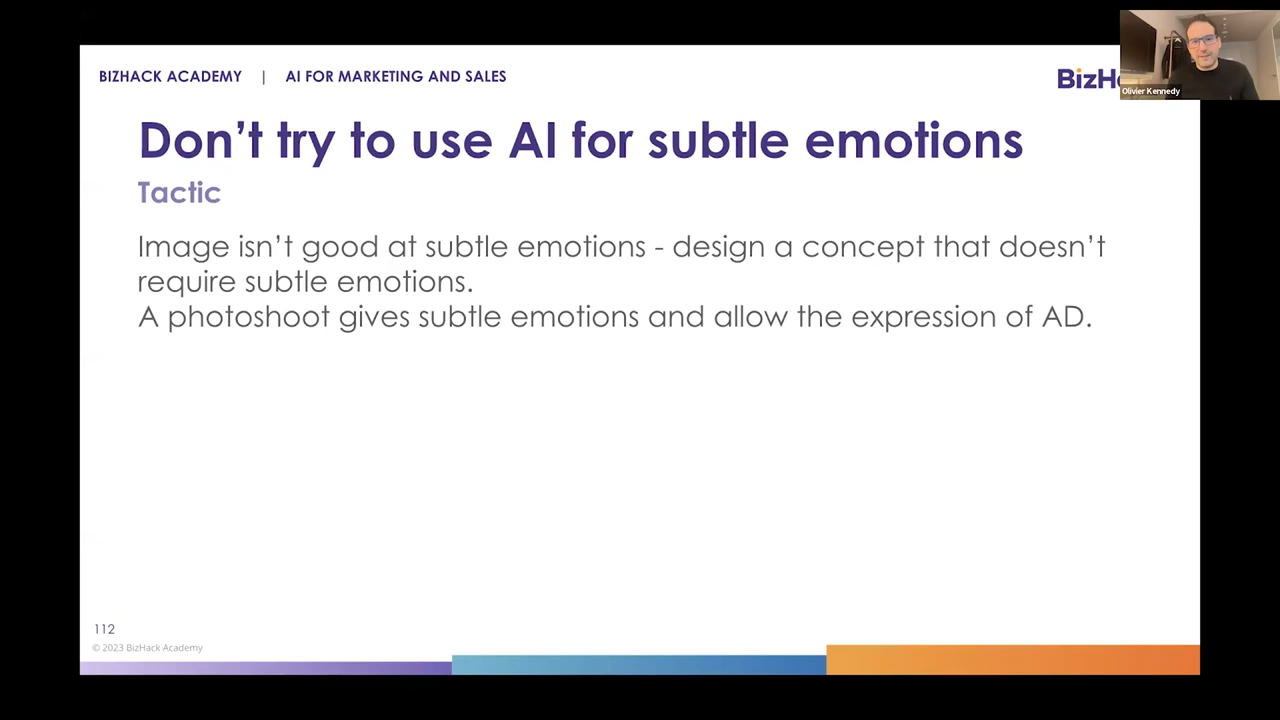 BIZHACK ACADEMY | AI FOR MARKETING AND SALES
Olivier Kennedy
Don’t try to use AI for subtle emotions
Tactic
Image isn’t good at subtle emotions - design a concept that doesn’t
require subtle emotions.
A photoshoot gives subtle emotions and allow the expression of AD.
112
© 2023 BizHack Academy